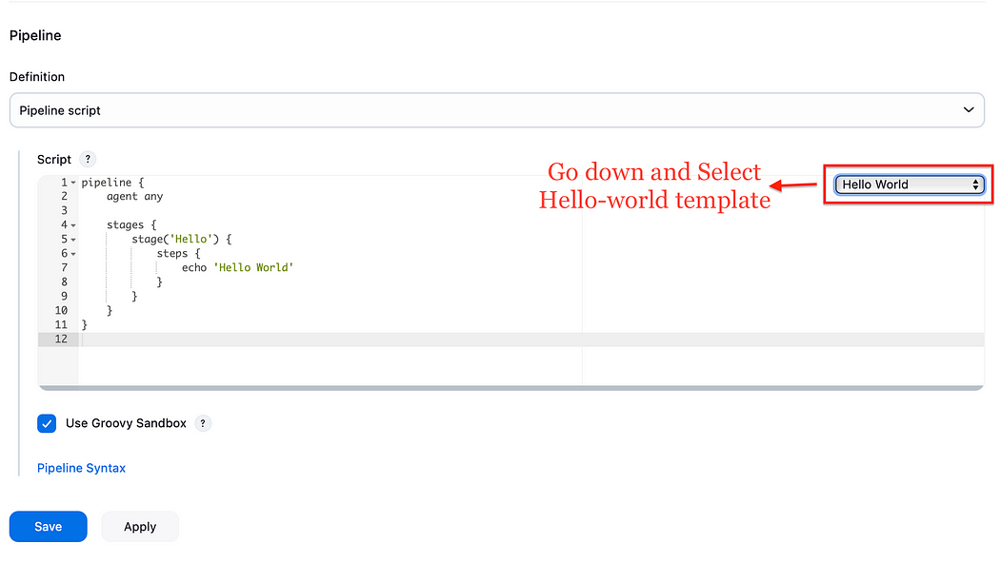 Pipeline
Definition
Pipeline script
Script ?
Go down and Select
Hello-world template
Hello World
1 pipeline {
2     agent any
3
4     stages {
5         stage('Hello') {
6             steps {
7                 echo 'Hello World'
8             }
9         }
10     }
11 }
12
Use Groovy Sandbox ?
Pipeline Syntax
Save Apply